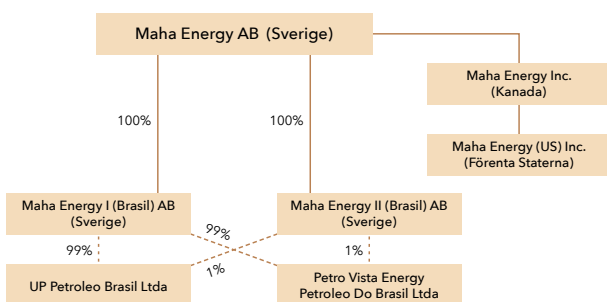 Maha Energy AB (Sverige)
Maha Energy Inc.
(Kanada)
100%
100%
Maha Energy (US) Inc.
(Förenta Staterna)
Maha Energy I (Brasil) AB
(Sverige)
Maha Energy II (Brasil) AB
(Sverige)
99%
99%
1%
1%
UP Petroleo Brasil Ltda
Petro Vista Energy
Petroleo Do Brasil Ltda